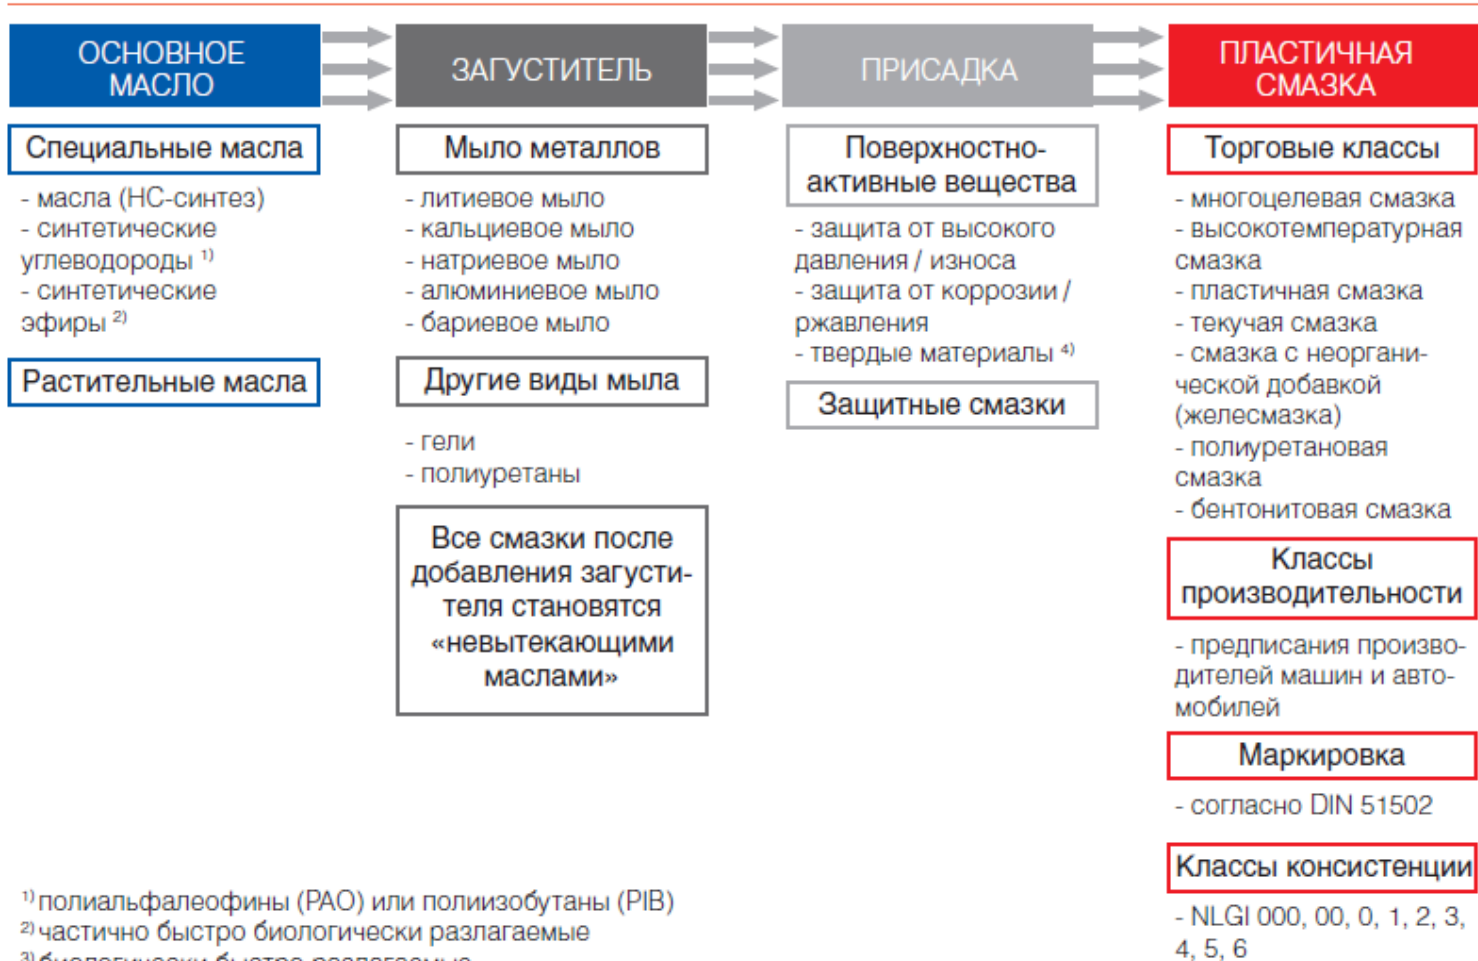 ОСНОВНОЕ
МАСЛО
Специальные масла
- масла (НС-синтез)
- синтетические
углеводороды ¹⁾
- синтетические
эфиры ²⁾
Растительные масла
ЗАГУСТИТЕЛЬ
Мыло металлов
- литиевое мыло
- кальциевое мыло
- натриевое мыло
- алюминиевое мыло
- бариевое мыло
Другие виды мыла
- гели
- полиуретаны
Все смазки после
добавления загусти-
теля становятся
«невытекающими
маслами»
ПРИСАДКА
Поверхностно-
активные вещества
- защита от высокого
давления / износа
- защита от коррозии /
ржавления
- твердые материалы ⁴⁾
Защитные смазки
ПЛАСТИЧНАЯ
СМАЗКА
Торговые классы
- многоцелевая смазка
- высокотемпературная
смазка
- пластичная смазка
- текучая смазка
- смазка с неоргани-
ческой добавкой
(желесмазка)
- полиуретановая
смазка
- бентонитовая смазка
Классы
производительности
- предписания произво-
дителей машин и авто-
мобилей
Маркировка
- согласно DIN 51502
Классы консистенции
- NLGI 000, 00, 0, 1, 2, 3,
4, 5, 6
¹⁾ полиальфалеофины (PAO) или полиизобутаны (PIB)
²⁾ частично быстро биологически разлагаемые
³⁾ биологически быстро разлагаемые